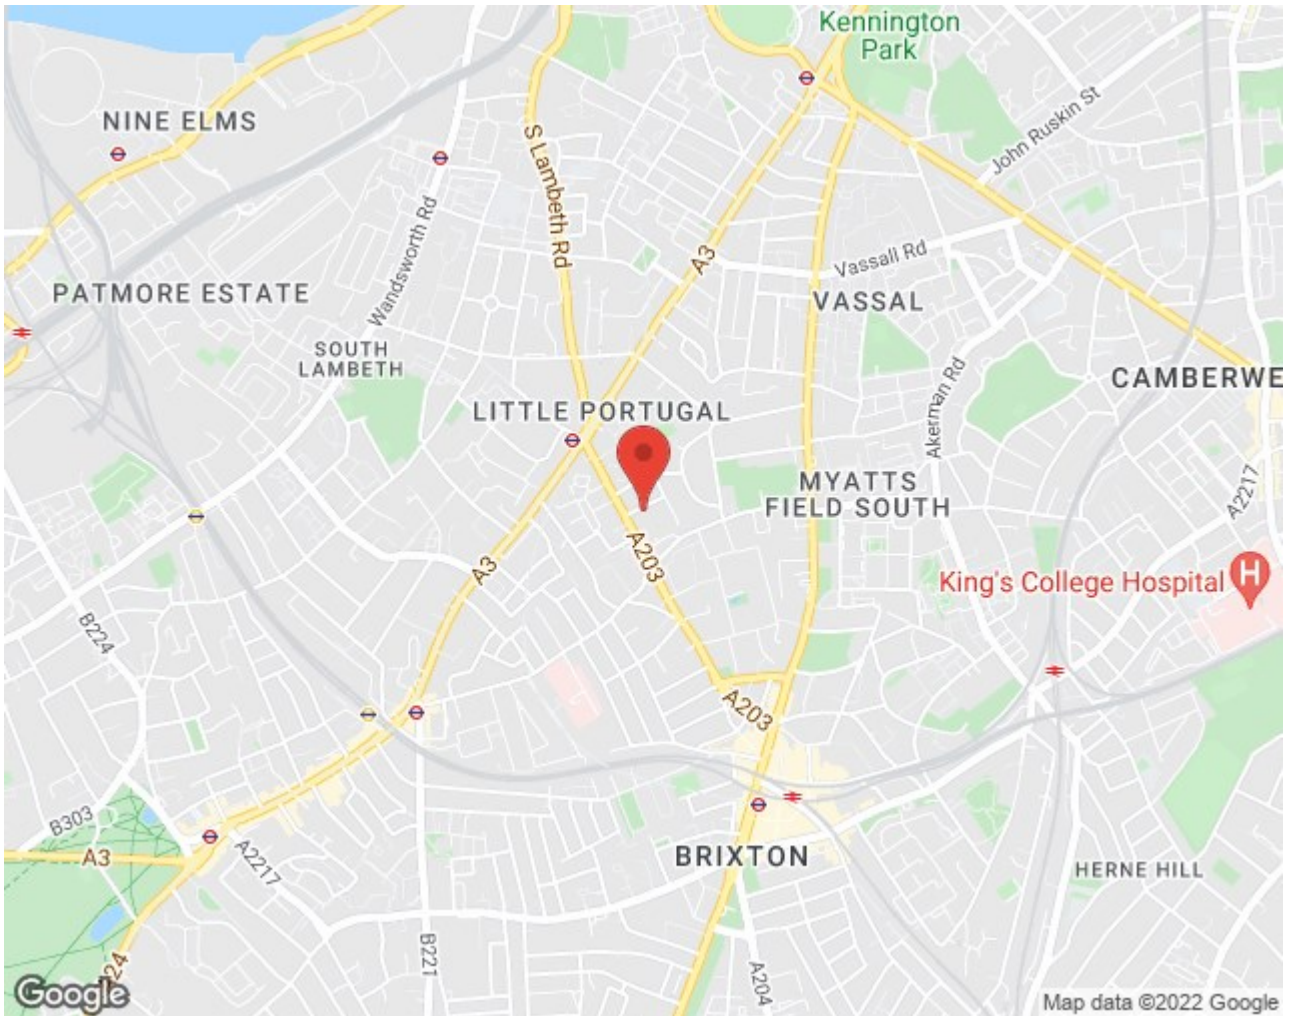 Kennington
Park
NINE ELMS
John Ruskin St
S Lambeth Rd
Wandsworth Rd
A3
Vassall Rd
PATMORE ESTATE
VASSAL
SOUTH
LAMBETH
CAMBERWE
Akerman Rd
LITTLE PORTUGAL
MYATTS
FIELD SOUTH
A2217
A203
A3
King's College Hospital
H
B224
A203
B303
A3
A2217
BRIXTON
HERNE HILL
B221
A204
24
Google
Map data ©2022 Google